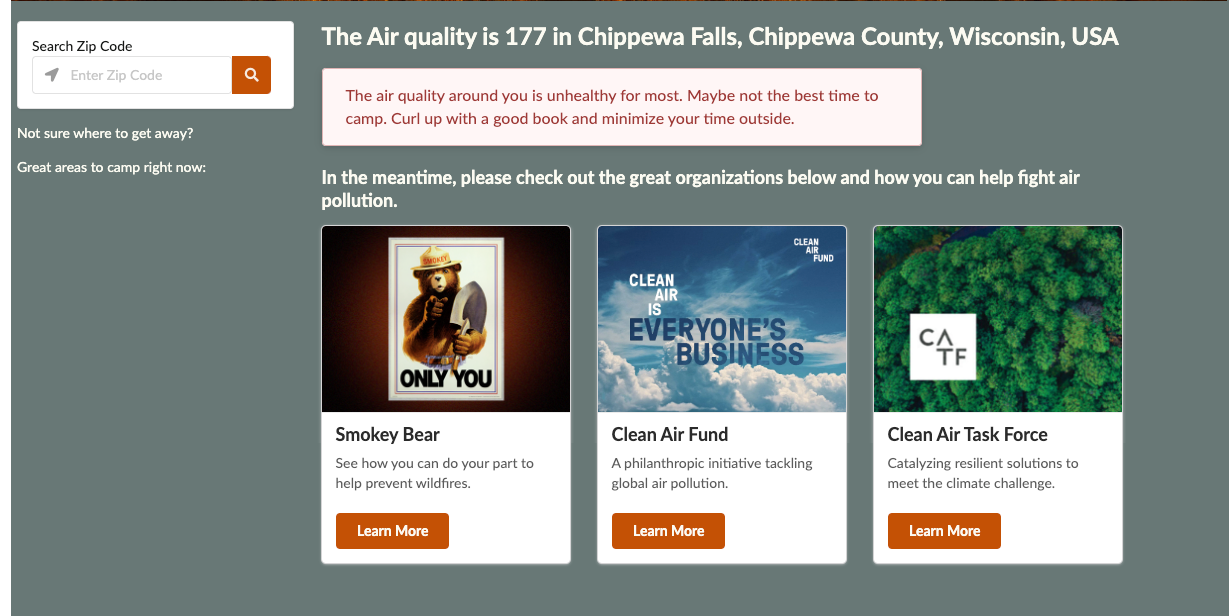 Search Zip Code
Enter Zip Code
Not sure where to get away?
Great areas to camp right now:
The Air quality is 177 in Chippewa Falls, Chippewa County, Wisconsin, USA
The air quality around you is unhealthy for most. Maybe not the best time to
camp. Curl up with a good book and minimize your time outside.
In the meantime, please check out the great organizations below and how you can help fight air
pollution.
SMOKEY
ONLY YOU
Smokey Bear
See how you can do your part to
help prevent wildfires.
Learn More
CLEAN
AIR
FUND
CLEAN
AIR
IS
EVERYONE'S
BUSINESS
Clean Air Fund
A philanthropic initiative tackling
global air pollution.
Learn More
CA
TF
Clean Air Task Force
Catalyzing resilient solutions to
meet the climate challenge.
Learn More